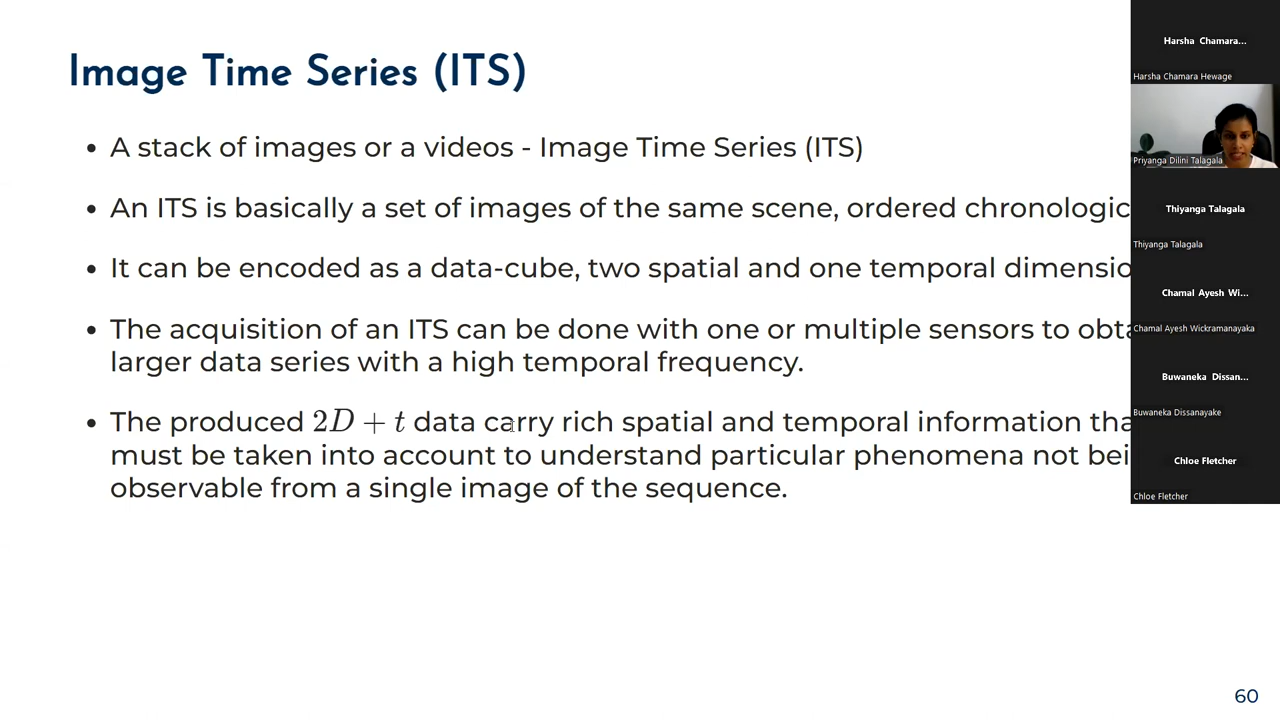 Image Time Series (ITS)
• A stack of images or a videos - Image Time Series (ITS)
• An ITS is basically a set of images of the same scene, ordered chronologic
• It can be encoded as a data-cube, two spatial and one temporal dimensio
• The acquisition of an ITS can be done with one or multiple sensors to obta
larger data series with a high temporal frequency.
• The produced 2D + t data carry rich spatial and temporal information tha
must be taken into account to understand particular phenomena not bei
observable from a single image of the sequence.
60
Harsha Chamara...
Harsha Chamara Hewage
Priyanga Dilini Talagala
Thiyanga Talagala
Thiyanga Talagala
Chamal Ayesh Wi...
Chamal Ayesh Wickramanayaka
Buwaneka Dissan...
Buwaneka Dissanayake
Chloe Fletcher
Chloe Fletcher